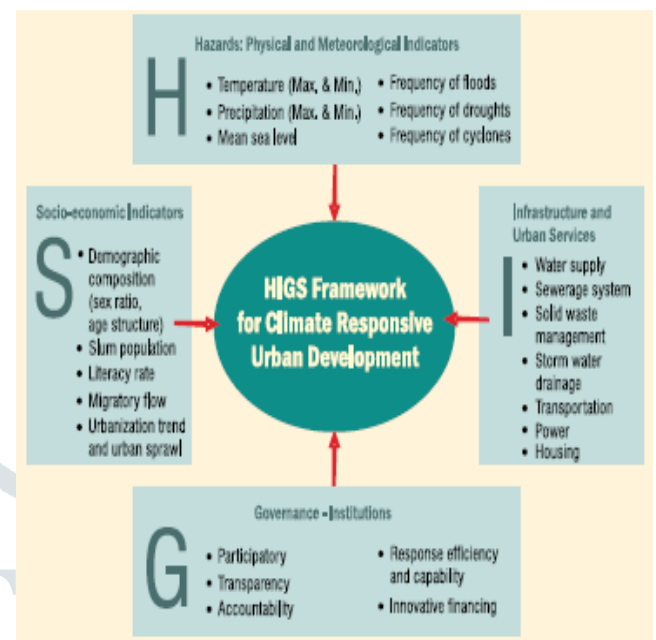 Hazards: Physical and Meteorological Indicators
H
• Temperature (Max, & Min,)
• Precipitation (Max. & Min.)
• Mean sea level
• Frequency of floods
• Frequency of droughts
• Frequency of cyclones
Socio-economic Indicators
S
• Demographic
composition
(sex ratio,
age structure)
• Slum population
• Literacy rate
• Migratory flow
• Urbanization trend
and urban sprawl
HIGS Framework
for Climate Responsive
Urban Development
Infrastructure and
Urban Services
I
• Water supply
• Sewerage system
• Solid waste
management
• Storm water
drainage
• Transportation
• Power
• Housing
Governance - Institutions
G
• Participatory
• Transparency
• Accountability
• Response efficiency
and capability
• Innovative financing